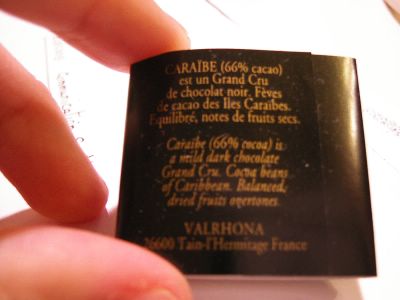 CARAÏBE (66% cacao)
est un Grand Cru
de chocolat noir. Fèves
de cacao des Iles Caraïbes.
Equilibré, notes de fruits secs.
Caraïbe (66% cocoa) is
a mild dark chocolate
Grand Cru. Cocoa beans
of Caribbean. Balanced,
dried fruits overtones.
VALRHONA
26600 Tain-l'Hermitage France